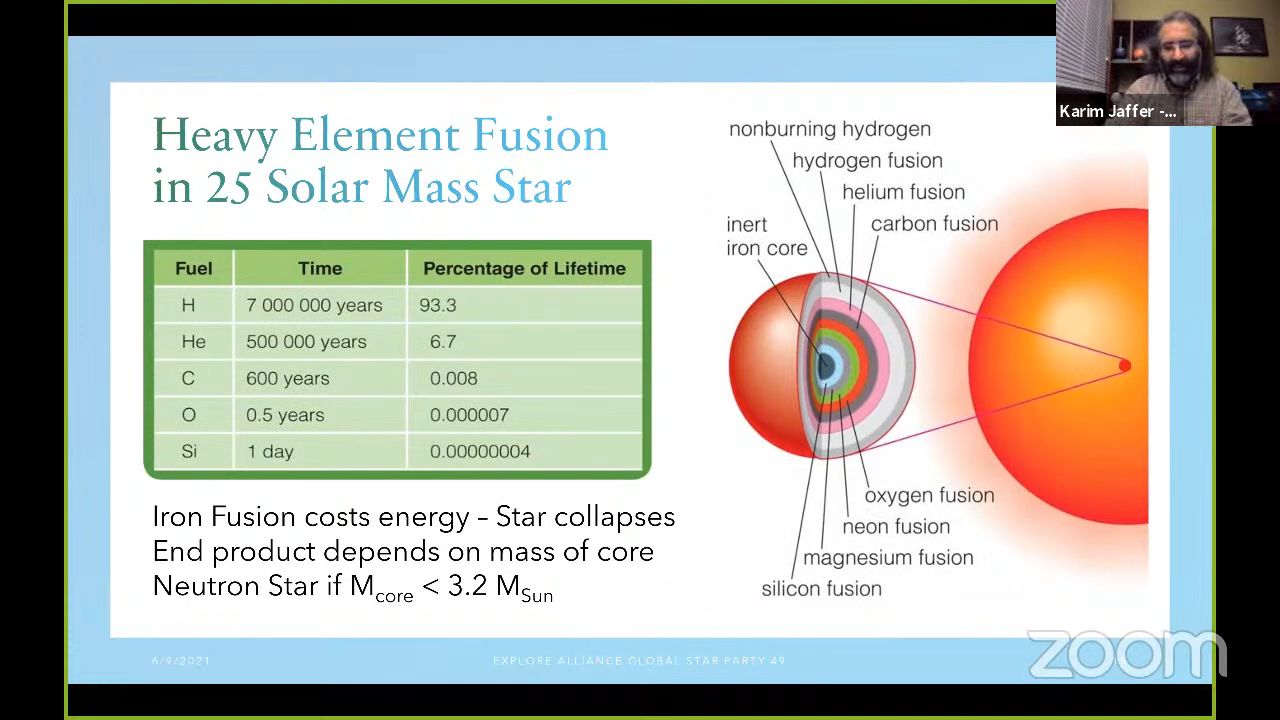 Karim Jaffer -...
Heavy Element Fusion
in 25 Solar Mass Star
Fuel Time Percentage of Lifetime
H 7 000 000 years 93.3
He 500 000 years 6.7
C 600 years 0.008
O 0.5 years 0.000007
Si 1 day 0.00000004
Iron Fusion costs energy – Star collapses
End product depends on mass of core
Neutron Star if Mcore < 3.2 MSun
nonburning hydrogen
hydrogen fusion
helium fusion
carbon fusion
inert
iron core
oxygen fusion
neon fusion
magnesium fusion
silicon fusion
6/9/2021
EXPLORE ALLIANCE GLOBAL STAR PARTY 49
zoom